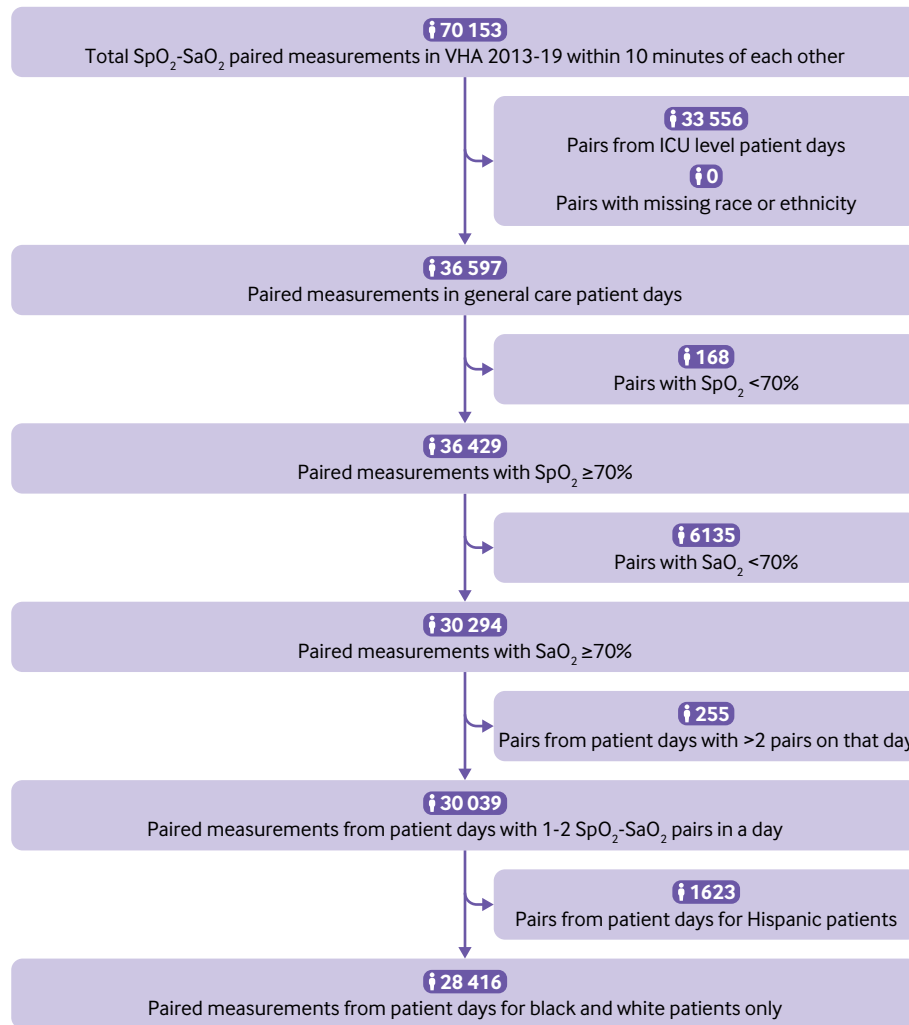 70 153
Total SpO₂-SaO₂ paired measurements in VHA 2013-19 within 10 minutes of each other
33 556
Pairs from ICU level patient days
0
Pairs with missing race or ethnicity
36 597
Paired measurements in general care patient days
168
Pairs with SpO₂ <70%
36 429
Paired measurements with SpO₂ ≥70%
6135
Pairs with SaO₂ <70%
30 294
Paired measurements with SaO₂ ≥70%
255
Pairs from patient days with >2 pairs on that day
30 039
Paired measurements from patient days with 1-2 SpO₂-SaO₂ pairs in a day
1623
Pairs from patient days for Hispanic patients
28 416
Paired measurements from patient days for black and white patients only